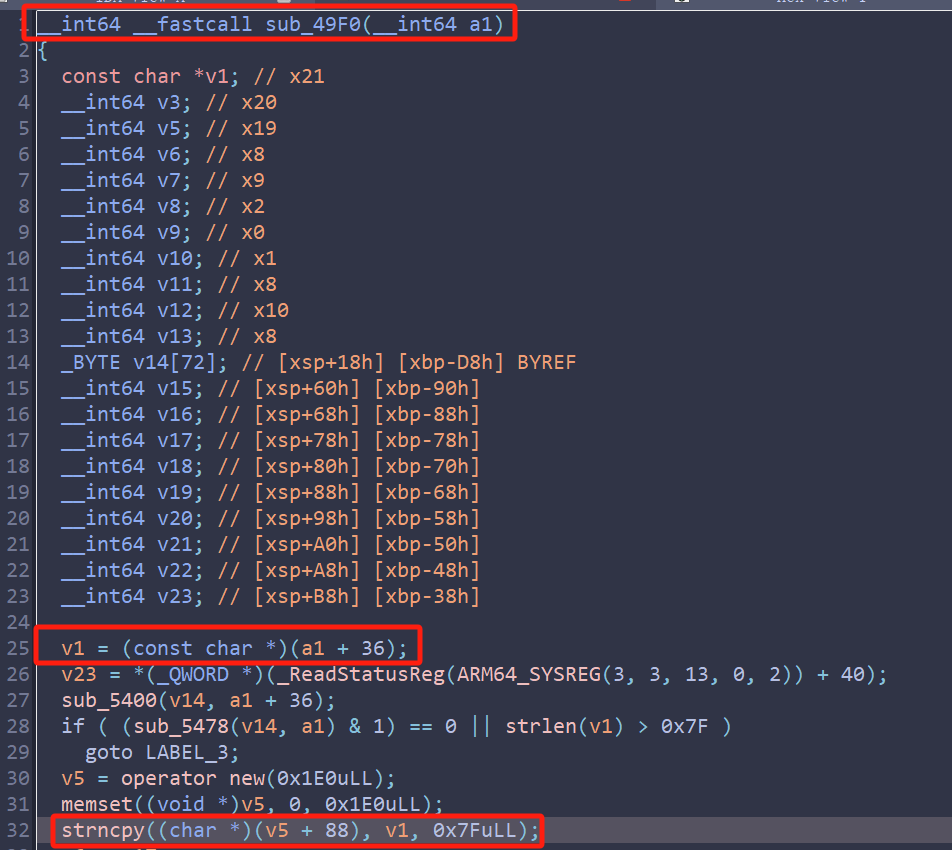 1 __int64 __fastcall sub_49F0(__int64 a1)
2 {
3 const char *v1; // x21
4 __int64 v3; // x20
5 __int64 v5; // x19
6 __int64 v6; // x8
7 __int64 v7; // x9
8 __int64 v8; // x2
9 __int64 v9; // x0
10 __int64 v10; // x1
11 __int64 v11; // x8
12 __int64 v12; // x10
13 __int64 v13; // x8
14 _BYTE v14[72]; // [xsp+18h] [xbp-D8h] BYREF
15 __int64 v15; // [xsp+60h] [xbp-90h]
16 __int64 v16; // [xsp+68h] [xbp-88h]
17 __int64 v17; // [xsp+78h] [xbp-78h]
18 __int64 v18; // [xsp+80h] [xbp-70h]
19 __int64 v19; // [xsp+88h] [xbp-68h]
20 __int64 v20; // [xsp+98h] [xbp-58h]
21 __int64 v21; // [xsp+A0h] [xbp-50h]
22 __int64 v22; // [xsp+A8h] [xbp-48h]
23 __int64 v23; // [xsp+B8h] [xbp-38h]
24
25 v1 = (const char *)(a1 + 36);
26 v23 = *(_QWORD *)(_ReadStatusReg(ARM64_SYSREG(3, 3, 13, 0, 2)) + 40);
27 sub_5400(v14, a1 + 36);
28 if ( (sub_5478(v14, a1) & 1) == 0 || strlen(v1) > 0x7F )
29 goto LABEL_3;
30 v5 = operator new(0x1E0uLL);
31 memset((void *)v5, 0, 0x1E0uLL);
32 strncpy((char *)(v5 + 88), v1, 0x7FuLL);